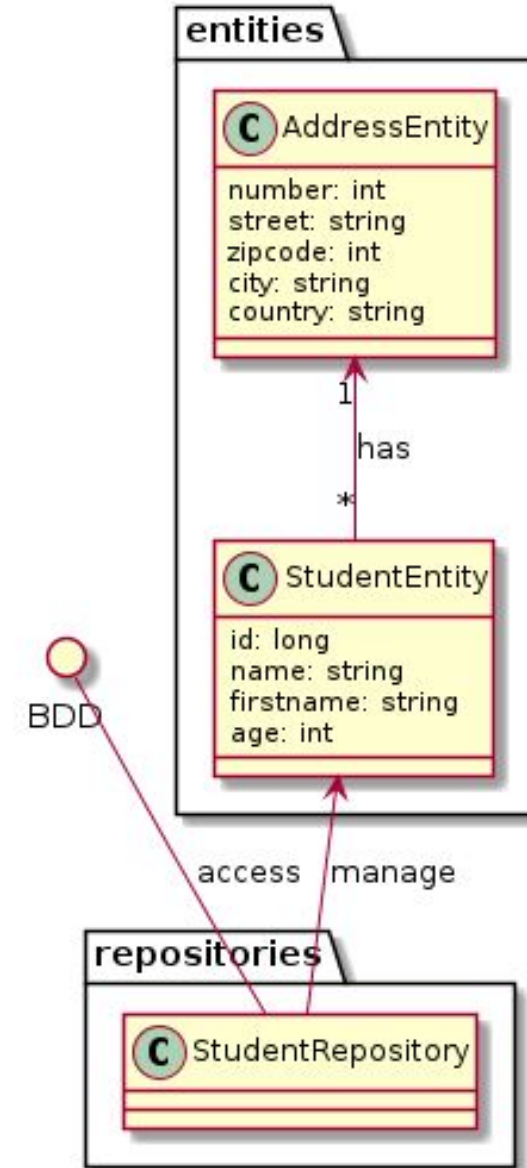 entities
C AddressEntity
number: int
street: string
zipcode: int
city: string
country: string
1
has
*
C StudentEntity
id: long
name: string
firstname: string
age: int
BDD
access manage
repositories
C StudentRepository